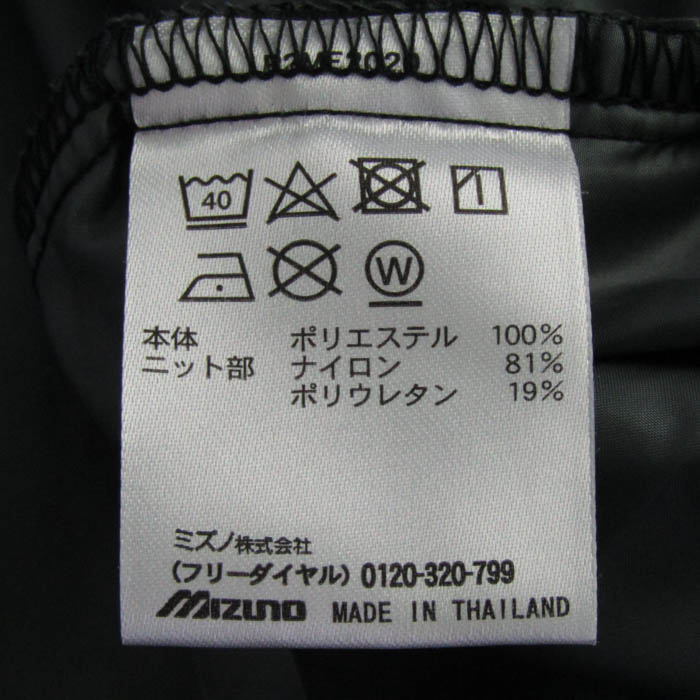 40
W
本体 ポリエステル 100%
ニット部 ナイロン 81%
ポリウレタン 19%
ミズノ株式会社
(フリーダイヤル) 0120-320-799
MIZUNO MADE IN THAILAND